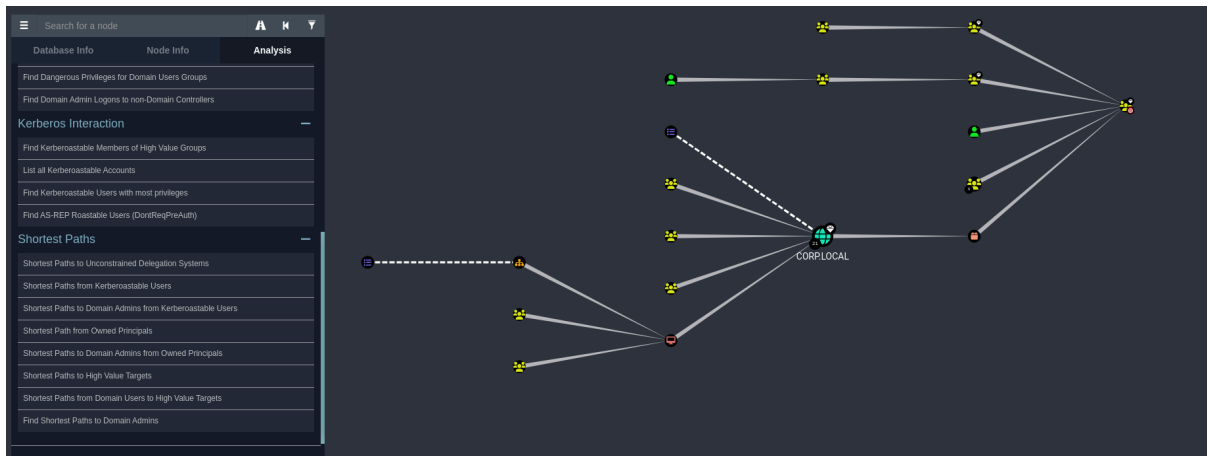 Search for a node
Database Info Node Info Analysis
Find Dangerous Privileges for Domain Users Groups
Find Domain Admin Logons to non-Domain Controllers
Kerberos Interaction
Find Kerberoastable Members of High Value Groups
List all Kerberoastable Accounts
Find Kerberoastable Users with most privileges
Find AS-REP Roastable Users (DontReqPreAuth)
Shortest Paths
Shortest Paths to Unconstrained Delegation Systems
Shortest Paths from Kerberoastable Users
Shortest Paths to Domain Admins from Kerberoastable Users
Shortest Path from Owned Principals
Shortest Paths to Domain Admins from Owned Principals
Shortest Paths to High Value Targets
Shortest Paths from Domain Users to High Value Targets
Find Shortest Paths to Domain Admins
21
CORP.LOCAL